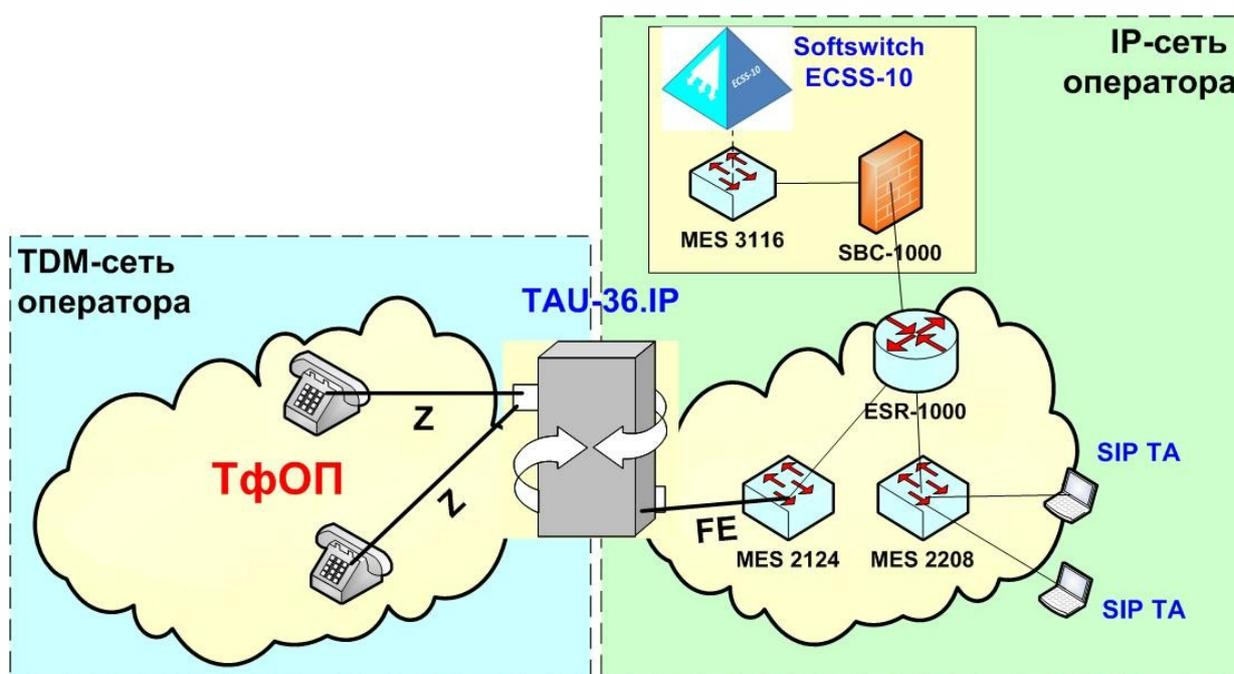 Softswitch
ECSS-10
IP-сеть
оператора
ECSS-10
MES 3116
SBC-1000
TDM-сеть
оператора
TAU-36.IP
ESR-1000
Z
ТфОП
Z
SIP TA
FE
MES 2124
MES 2208
SIP TA